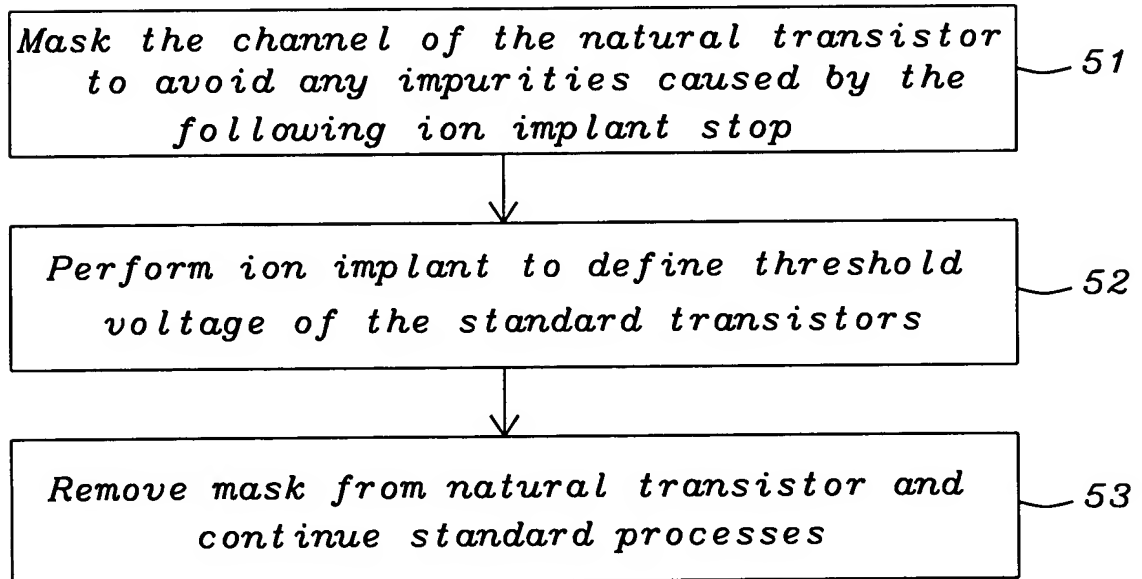 Mask the channel of the natural transistor
to avoid any impurities caused by the
following ion implant stop
51
Perform ion implant to define threshold
voltage of the standard transistors
52
Remove mask from natural transistor and
continue standard processes
53